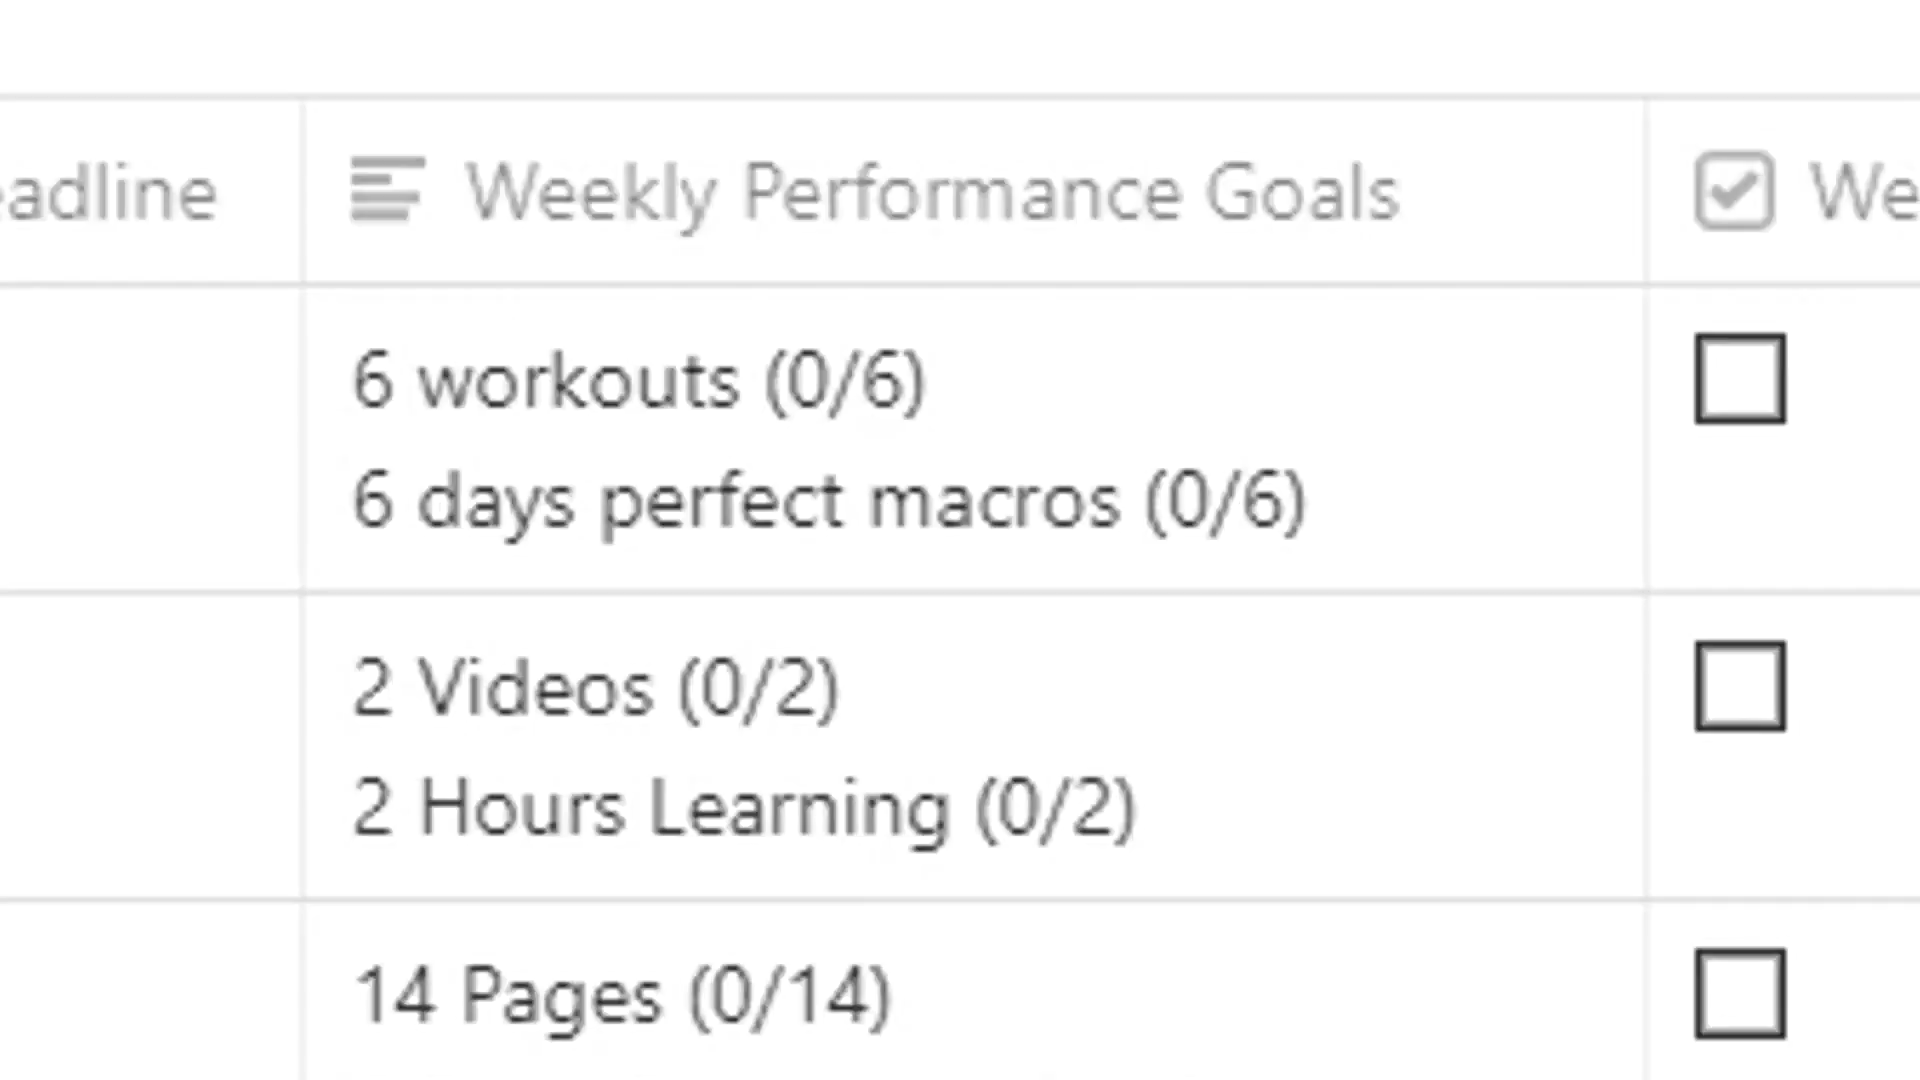 eadline
Weekly Performance Goals
We
6 workouts (0/6)
6 days perfect macros (0/6)
2 Videos (0/2)
2 Hours Learning (0/2)
14 Pages (0/14)